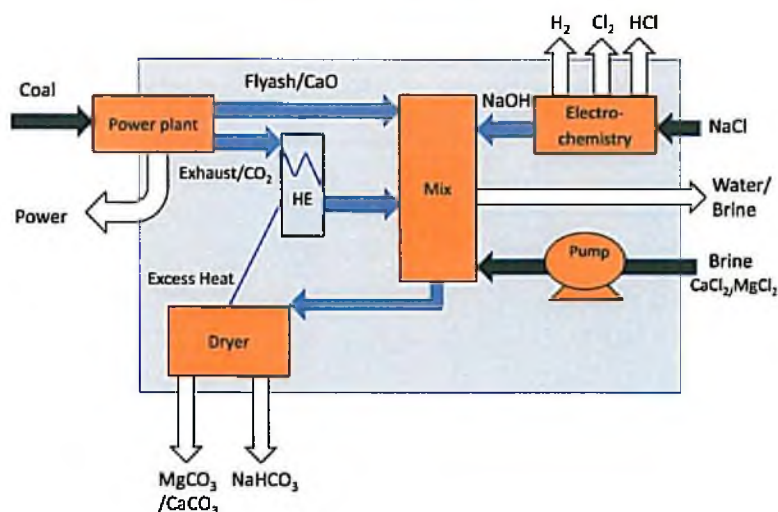 H₂ Cl₂ HCl
Flyash/CaO
Coal
NaOH
Electro-
chemistry
Power plant
NaCl
Exhaust/CO₂
HE
Mix
Water/
Brine
Power
Pump
Brine
CaCl₂,MgCl₂
Excess Heat
Dryer
MgCO₃
/CaCO₃
NaHCO₃